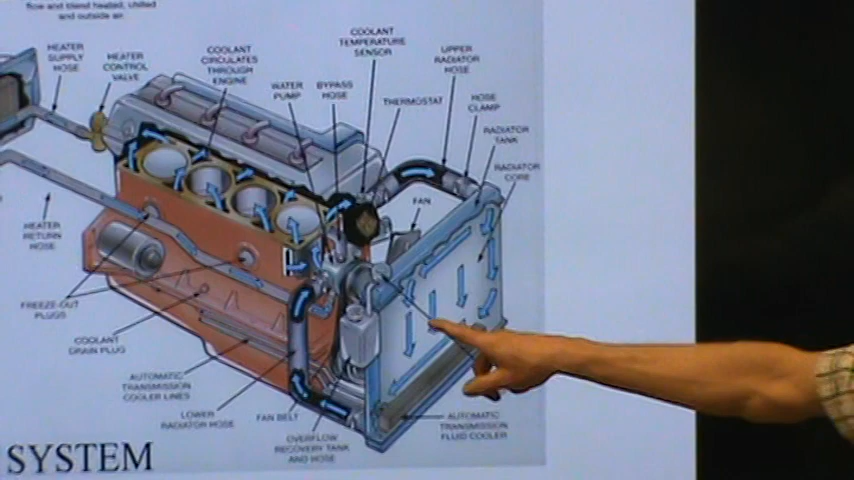 flow and blend heated, chilled
and outside air
HEATER
SUPPLY
HOSE
HEATER
CONTROL
VALVE
COOLANT
CIRCULATES
THROUGH
ENGINE
WATER
PUMP
BYPASS
HOSE
COOLANT
TEMPERATURE
SENSOR
UPPER
RADIATOR
HOSE
THERMOSTAT
HOSE
CLAMP
RADIATOR
TANK
RADIATOR
CORE
FAN
HEATER
RETURN
HOSE
FREEZE-OUT
PLUGS
COOLANT
DRAIN PLUG
AUTOMATIC
TRANSMISSION
COOLER LINES
LOWER
RADIATOR HOSE
FAN BELT
OVERFLOW
RECOVERY TANK
AND HOSE
AUTOMATIC
TRANSMISSION
FLUID COOLER
SYSTEM